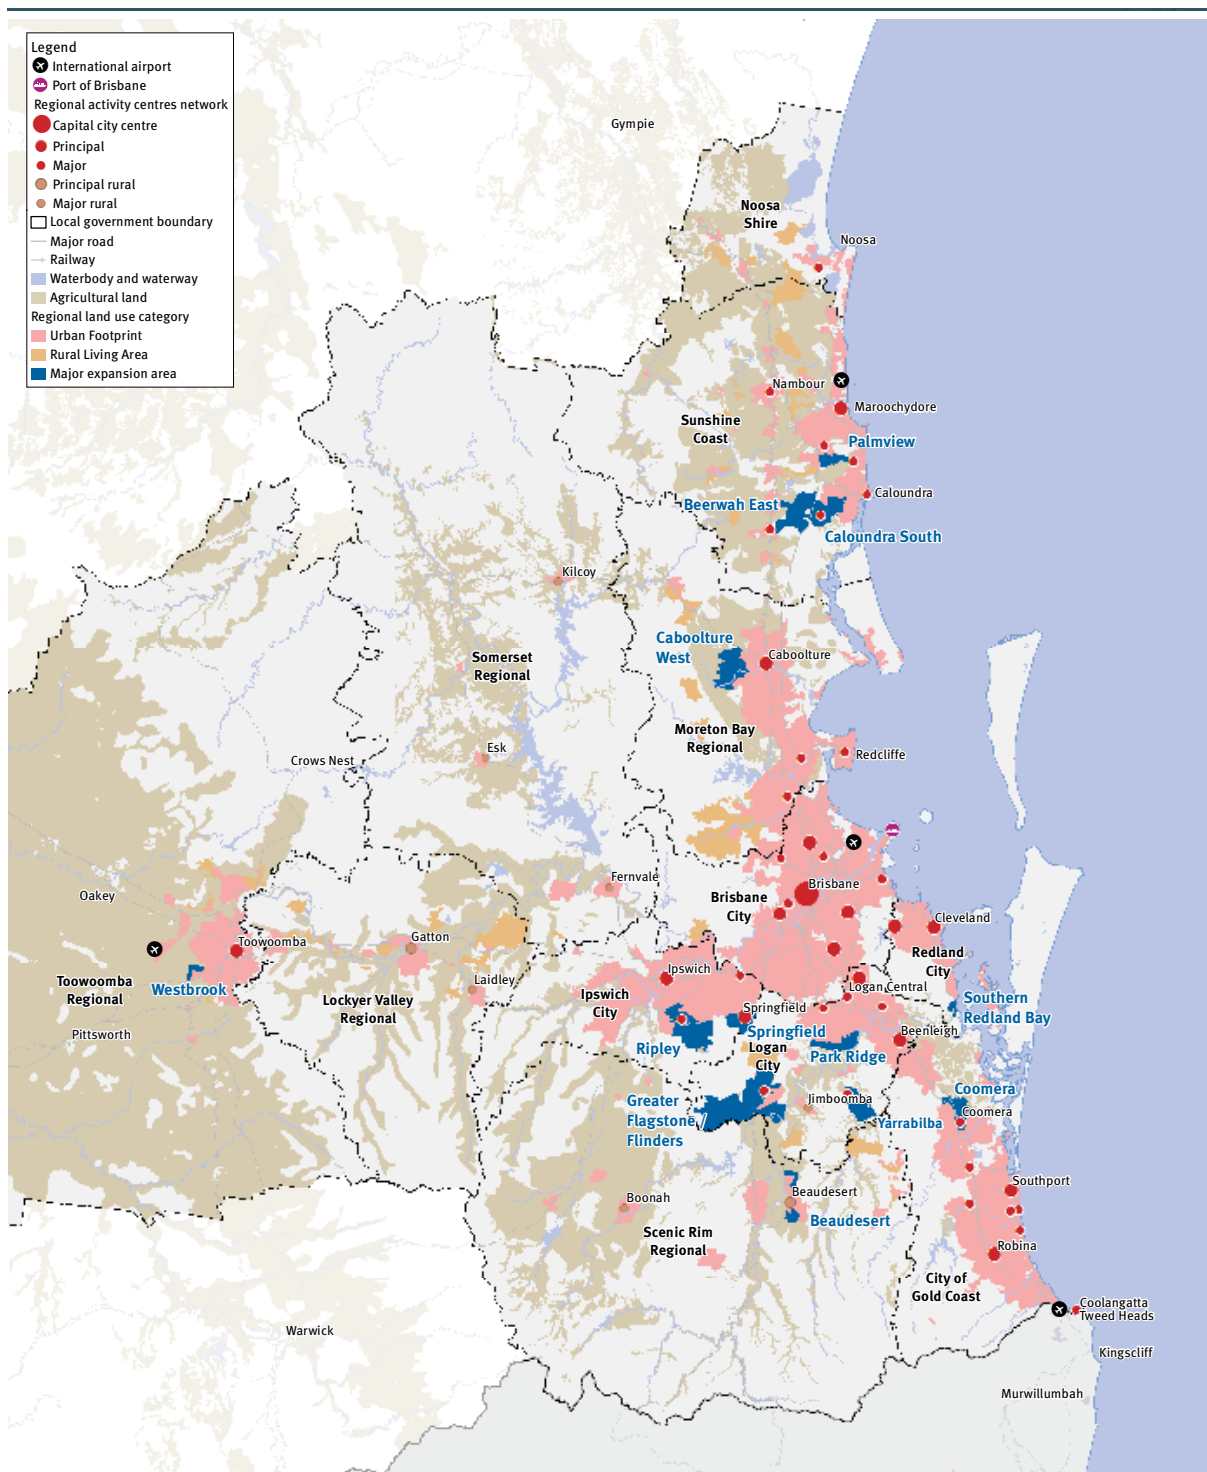 Legend
International airport
Port of Brisbane
Regional activity centres network
Capital city centre
Principal
Major
Principal rural
Major rural
Local government boundary
Major road
Railway
Waterbody and waterway
Agricultural land
Regional land use category
Urban Footprint
Rural Living Area
Major expansion area
Gympie
Noosa
Shire
Noosa
Nambour
Maroochydore
Sunshine
Coast
Palmview
Caloundra
Beerwah East
Caloundra South
Kilcoy
Caboolture
West
Caboolture
Somerset
Regional
Moreton Bay
Regional
Esk
Redcliffe
Crows Nest
Oakey
Fernvale
Brisbane
Brisbane
City
Cleveland
Gatton
Toowoomba
Redland
City
Ipswich
Laidley
Toowoomba
Regional
Westbrook
Lockyer Valley
Regional
Ipswich
City
Logan Central
Southern
Redland Bay
Springfield
Springfield
Pittsworth
Beenleigh
Ripley
Logan
City
Park Ridge
Greater
Flagstone /
Flinders
Jimboomba
Coomera
Coomera
Yarrabilba
Southport
Boonah
Beaudesert
Beaudesert
Scenic Rim
Regional
Robina
City of
Gold Coast
Coolangatta
Tweed Heads
Warwick
Kingscliff
Murwillumbah